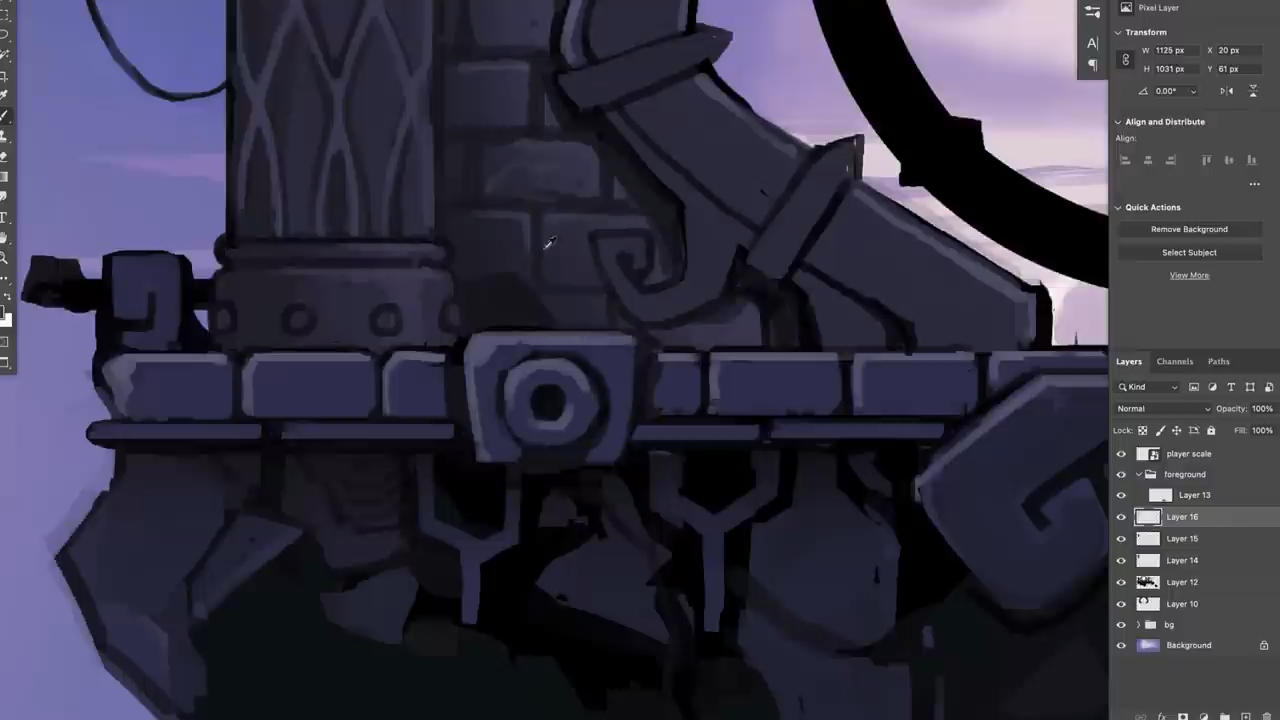 Pixel Layer
Transform
W 1125 px X 20 px
H 1031 px Y 61 px
0.00°
Align and Distribute
Align:
Quick Actions
Remove Background
Select Subject
View More
Layers Channels Paths
Kind
Normal Opacity: 100%
Lock: Fill: 100%
player scale
foreground
Layer 13
Layer 16
Layer 15
Layer 14
Layer 12
Layer 10
bg
Background